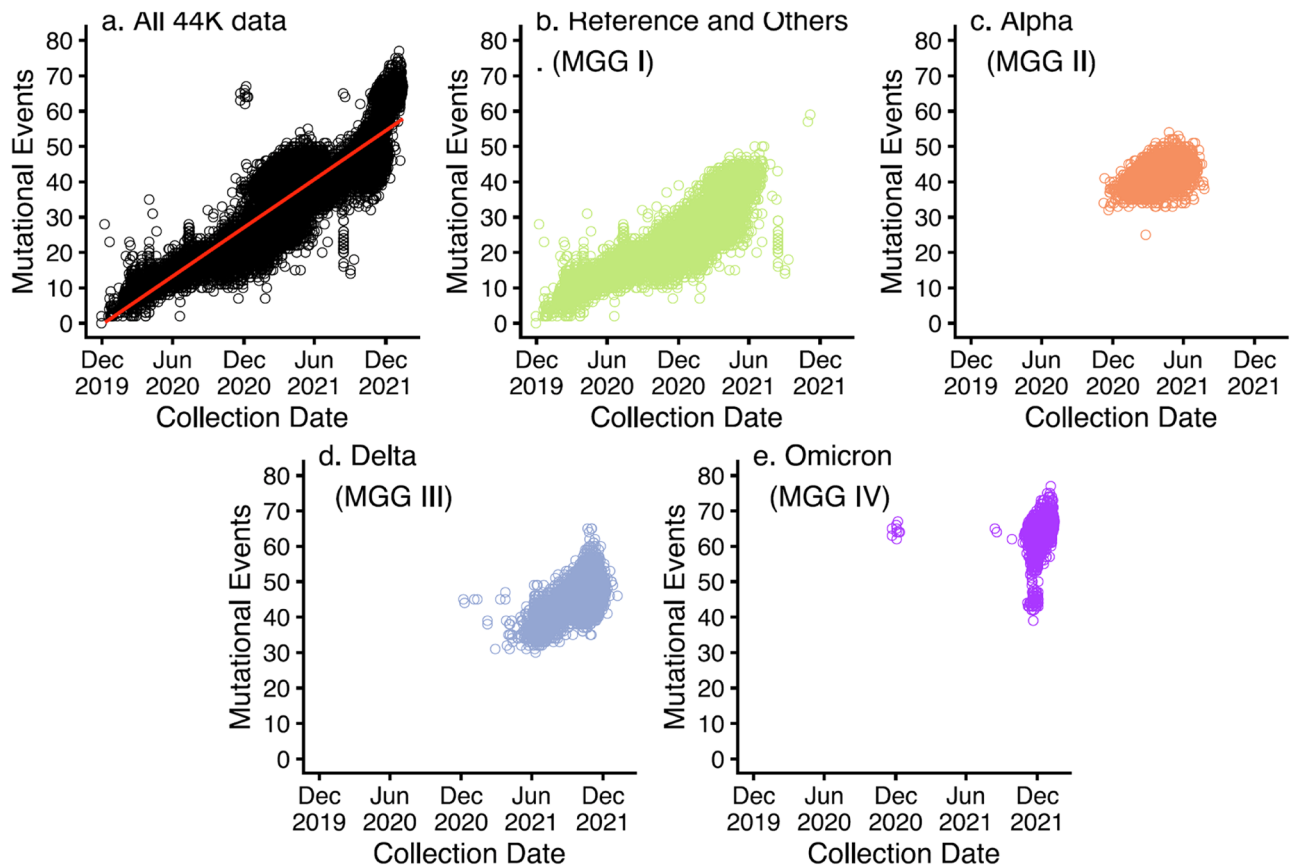 a. All 44K data
80
70
60
50
40
30
20
10
0
Mutational Events
Dec 2019
Jun 2020
Dec 2020
Jun 2021
Dec 2021
Collection Date
b. Reference and Others
. (MGG I)
80
70
60
50
40
30
20
10
0
Mutational Events
Dec 2019
Jun 2020
Dec 2020
Jun 2021
Dec 2021
Collection Date
c. Alpha
(MGG II)
80
70
60
50
40
30
20
10
0
Mutational Events
Dec 2019
Jun 2020
Dec 2020
Jun 2021
Dec 2021
Collection Date
d. Delta
(MGG III)
80
70
60
50
40
30
20
10
0
Mutational Events
Dec 2019
Jun 2020
Dec 2020
Jun 2021
Dec 2021
Collection Date
e. Omicron
(MGG IV)
80
70
60
50
40
30
20
10
0
Mutational Events
Dec 2019
Jun 2020
Dec 2020
Jun 2021
Dec 2021
Collection Date